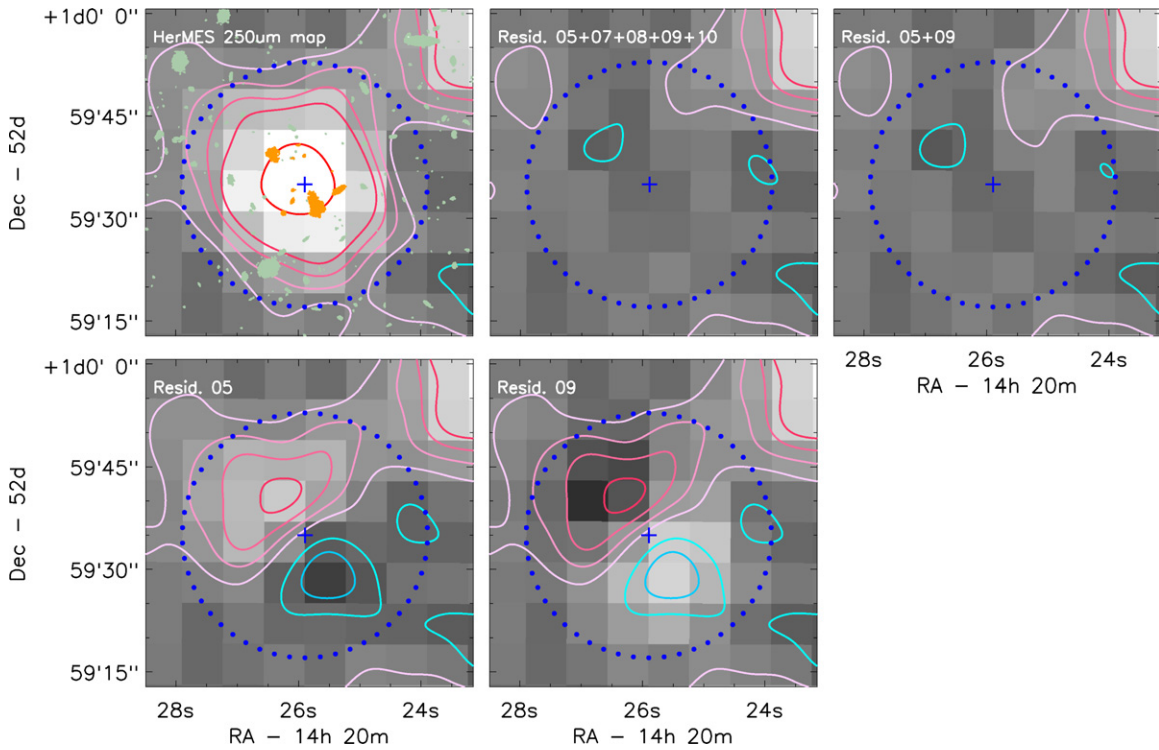 +1d0' 0"
HerMES 250um map
Resid. 05+07+08+09+10
Resid. 05+09
59'45"
59'30"
59'15"
Dec - 52d
28s 26s 24s
RA - 14h 20m
+1d0' 0"
Resid. 05
Resid. 09
59'45"
59'30"
59'15"
Dec - 52d
28s 26s 24s
28s 26s 24s
RA - 14h 20m
RA - 14h 20m